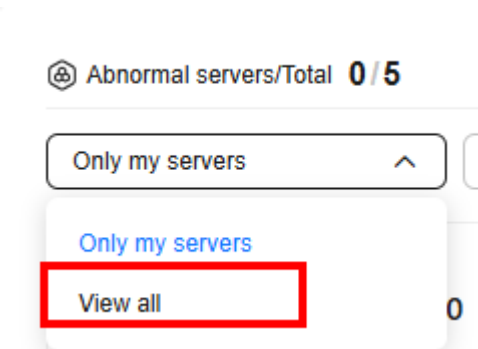 Abnormal servers/Total 0/5
Only my servers
Only my servers
View all
0